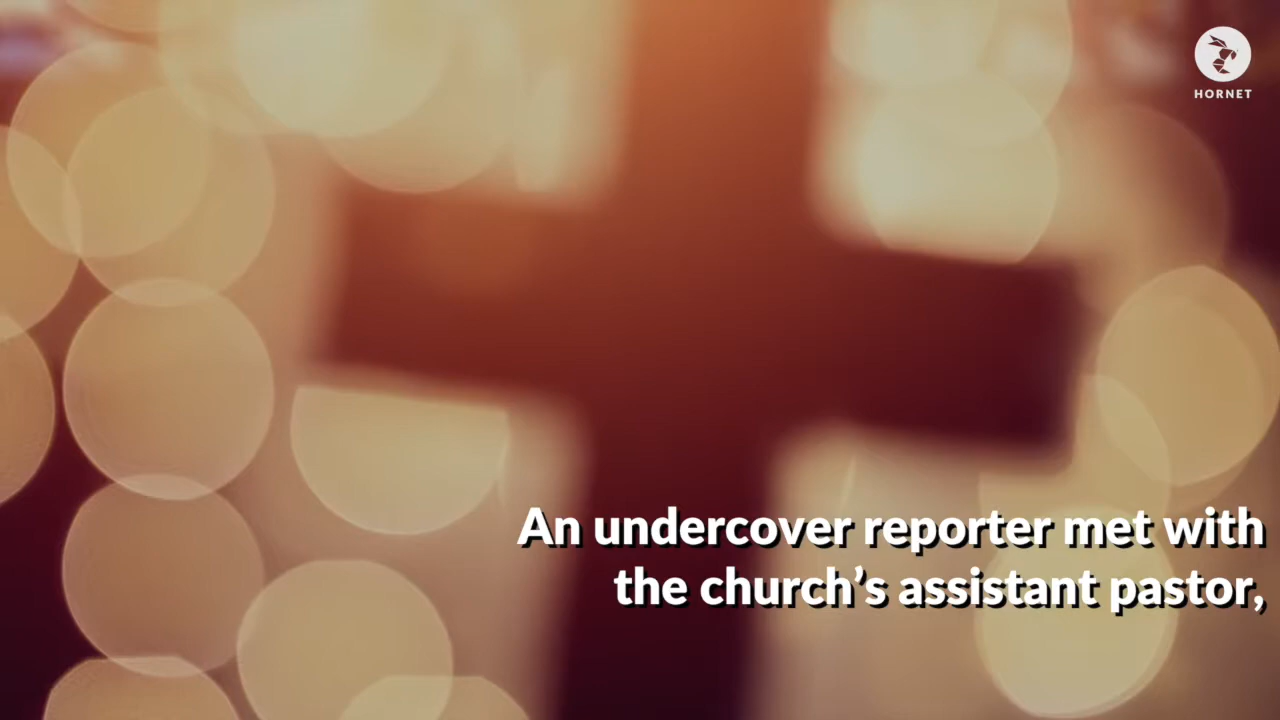 HORNET
An undercover reporter met with
the church’s assistant pastor,